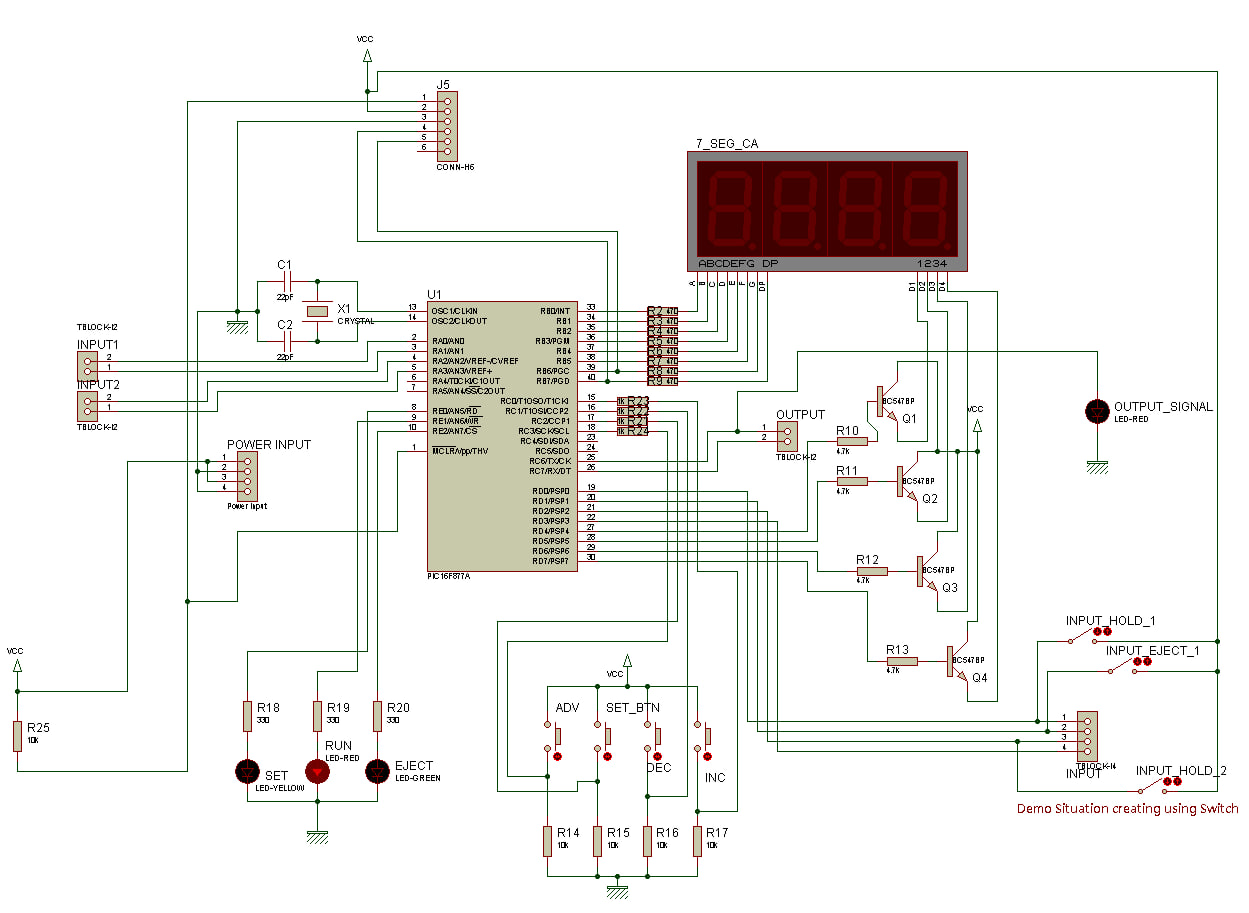 VCC
J5
1
2
3
4
5
6
CONN-H6
7_SEG_CA
ABCDEFG DP
1234
A
B
C
D
E
F
G
DP
D1
D2
D3
D4
C1
22pF
X1
CRYSTAL
C2
22pF
U1
13 OSC1/CLKIN
14 OSC2/CLKOUT
2 RA0/AN0
3 RA1/AN1
4 RA2/AN2/VREF-/CVREF
5 RA3/AN3/VREF+
6 RA4/T0CKI/C1OUT
7 RA5/AN4/SS/C2OUT
8 RE0/AN5/RD
9 RE1/AN6/WR
10 RE2/AN7/CS
1 MCLR/Vpp/THV
RB0/INT 33
RB1 34
RB2 35
RB3/PGM 36
RB4 37
RB5 38
RB6/PGC 39
RB7/PGD 40
RC0/T1OSO/T1CKI 15
RC1/T1OSI/CCP2 16
RC2/CCP1 17
RC3/SCK/SCL 18
RC4/SDI/SDA 23
RC5/SDO 24
RC6/TX/CK 25
RC7/RX/DT 26
RD0/PSP0 19
RD1/PSP1 20
RD2/PSP2 21
RD3/PSP3 22
RD4/PSP4 27
RD5/PSP5 28
RD6/PSP6 29
RD7/PSP7 30
PIC16F877A
R2 470
R3 470
R4 470
R5 470
R6 470
R7 470
R8 470
R9 470
1K R23
1K R22
1K R21
1K R24
TBLOCK-I2
INPUT1
2
1
INPUT2
2
1
TBLOCK-I2
POWER INPUT
1
2
3
4
Power Input
OUTPUT
1
2
TBLOCK-I2
R10
4.7K
BC547BP
Q1
R11
4.7K
BC547BP
Q2
R12
4.7K
BC547BP
Q3
R13
4.7K
BC547BP
Q4
VCC
OUTPUT_SIGNAL
LED-RED
VCC
R25
10k
R18
330
R19
330
R20
330
SET
LED-YELLOW
RUN
LED-RED
EJECT
LED-GREEN
VCC
ADV
SET_BTN
DEC
INC
R14
10k
R15
10k
R16
10k
R17
10k
INPUT_HOLD_1
INPUT_EJECT_1
1
2
3
4
TBLOCK-I4
INPUT
INPUT_HOLD_2
Demo Situation creating using Switch